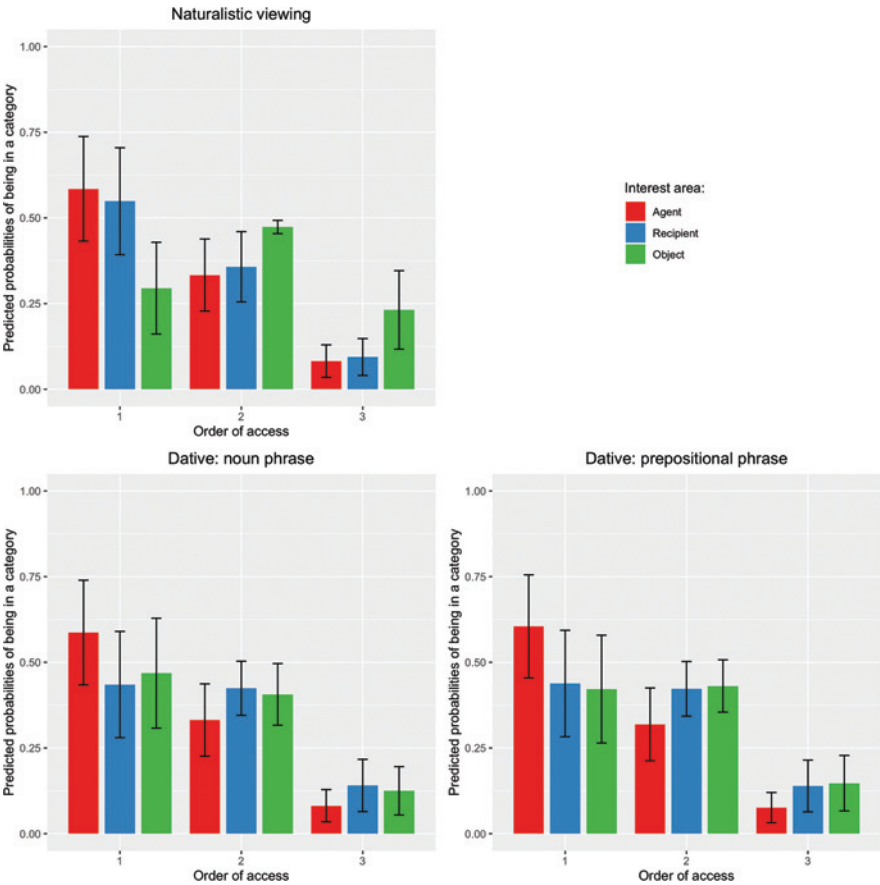 Naturalistic viewing
Predicted probabilities of being in a category
1.00
0.75
0.50
0.25
0.00
1 2 3
Order of access
Interest area:
Agent
Recipient
Object
Dative: noun phrase
Predicted probabilities of being in a category
1.00
0.75
0.50
0.25
0.00
1 2 3
Order of access
Dative: prepositional phrase
Predicted probabilities of being in a category
1.00
0.75
0.50
0.25
0.00
1 2 3
Order of access